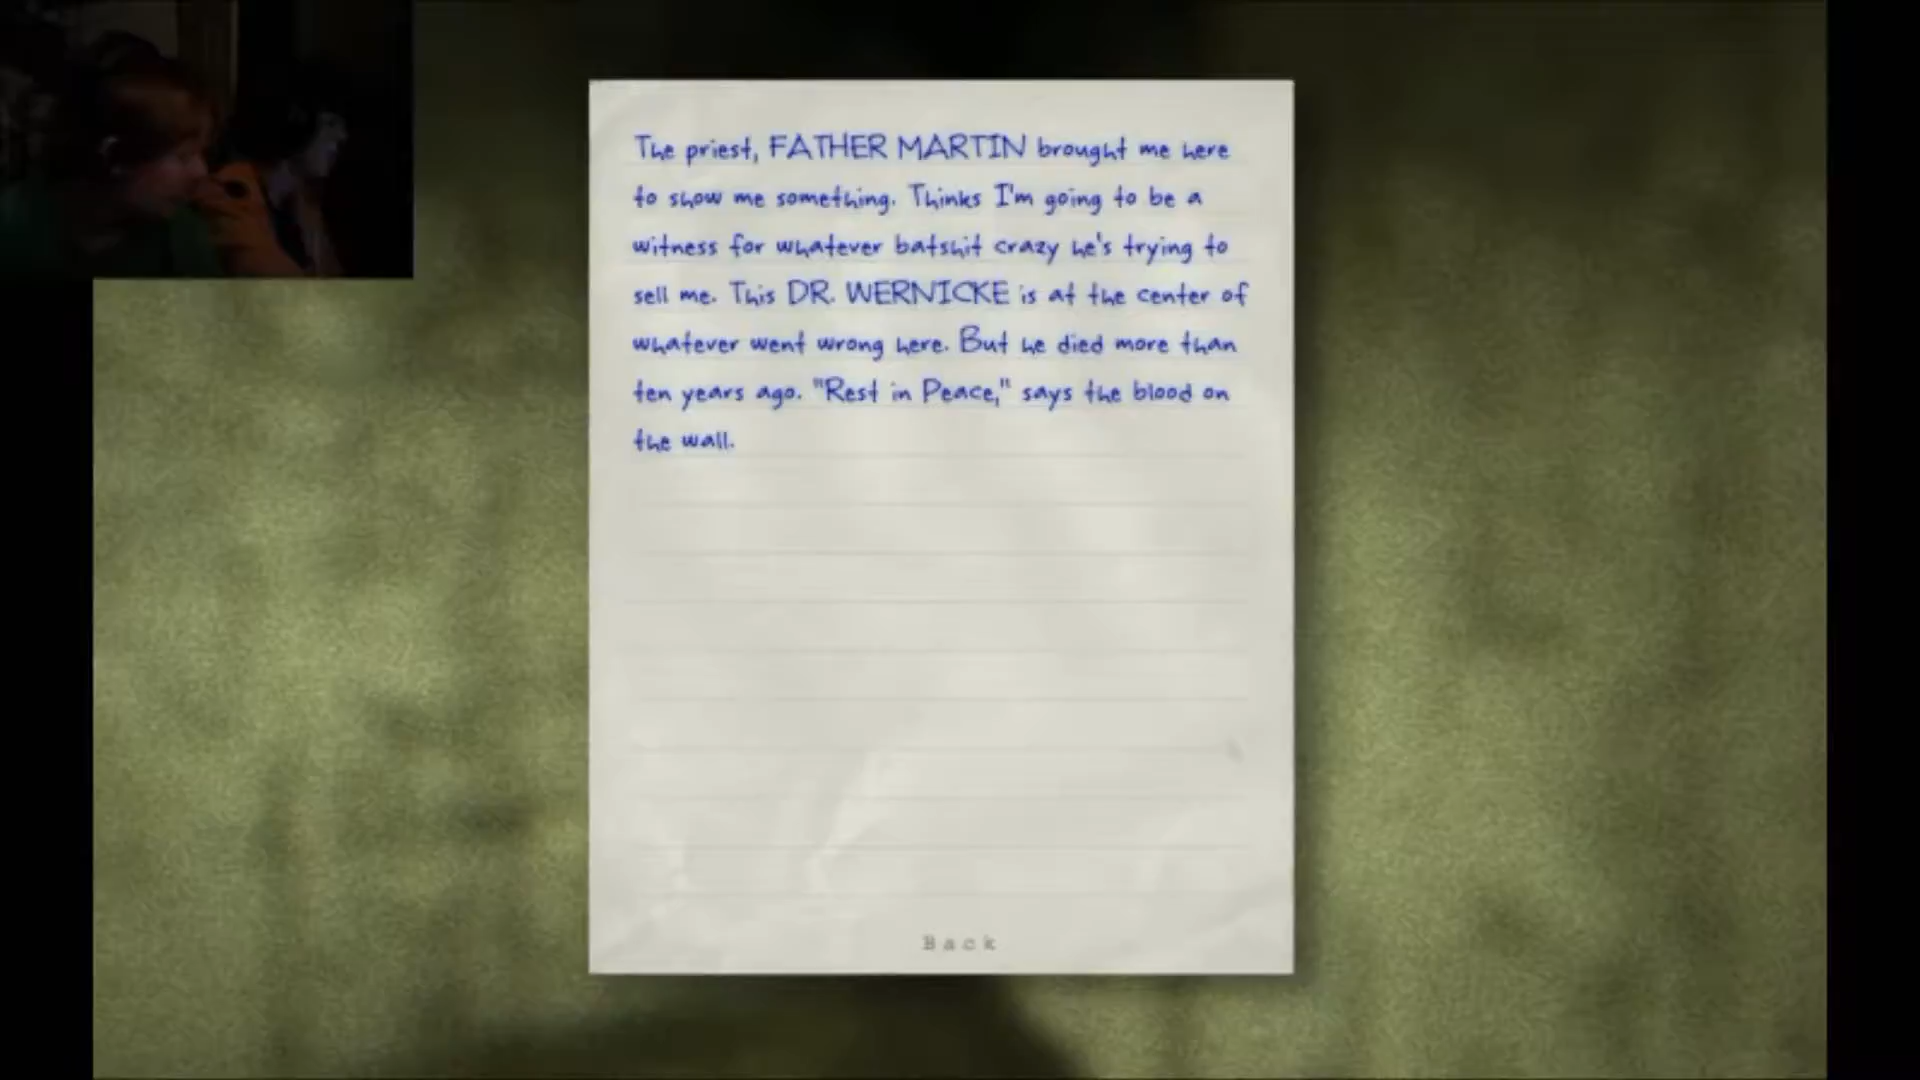 The priest, FATHER MARTIN brought me here
to show me something. Thinks I'm going to be a
witness for whatever batshit crazy he's trying to
sell me. This DR. WERNICKE is at the center of
whatever went wrong here. But he died more than
ten years ago. "Rest in Peace," says the blood on
the wall.
Back